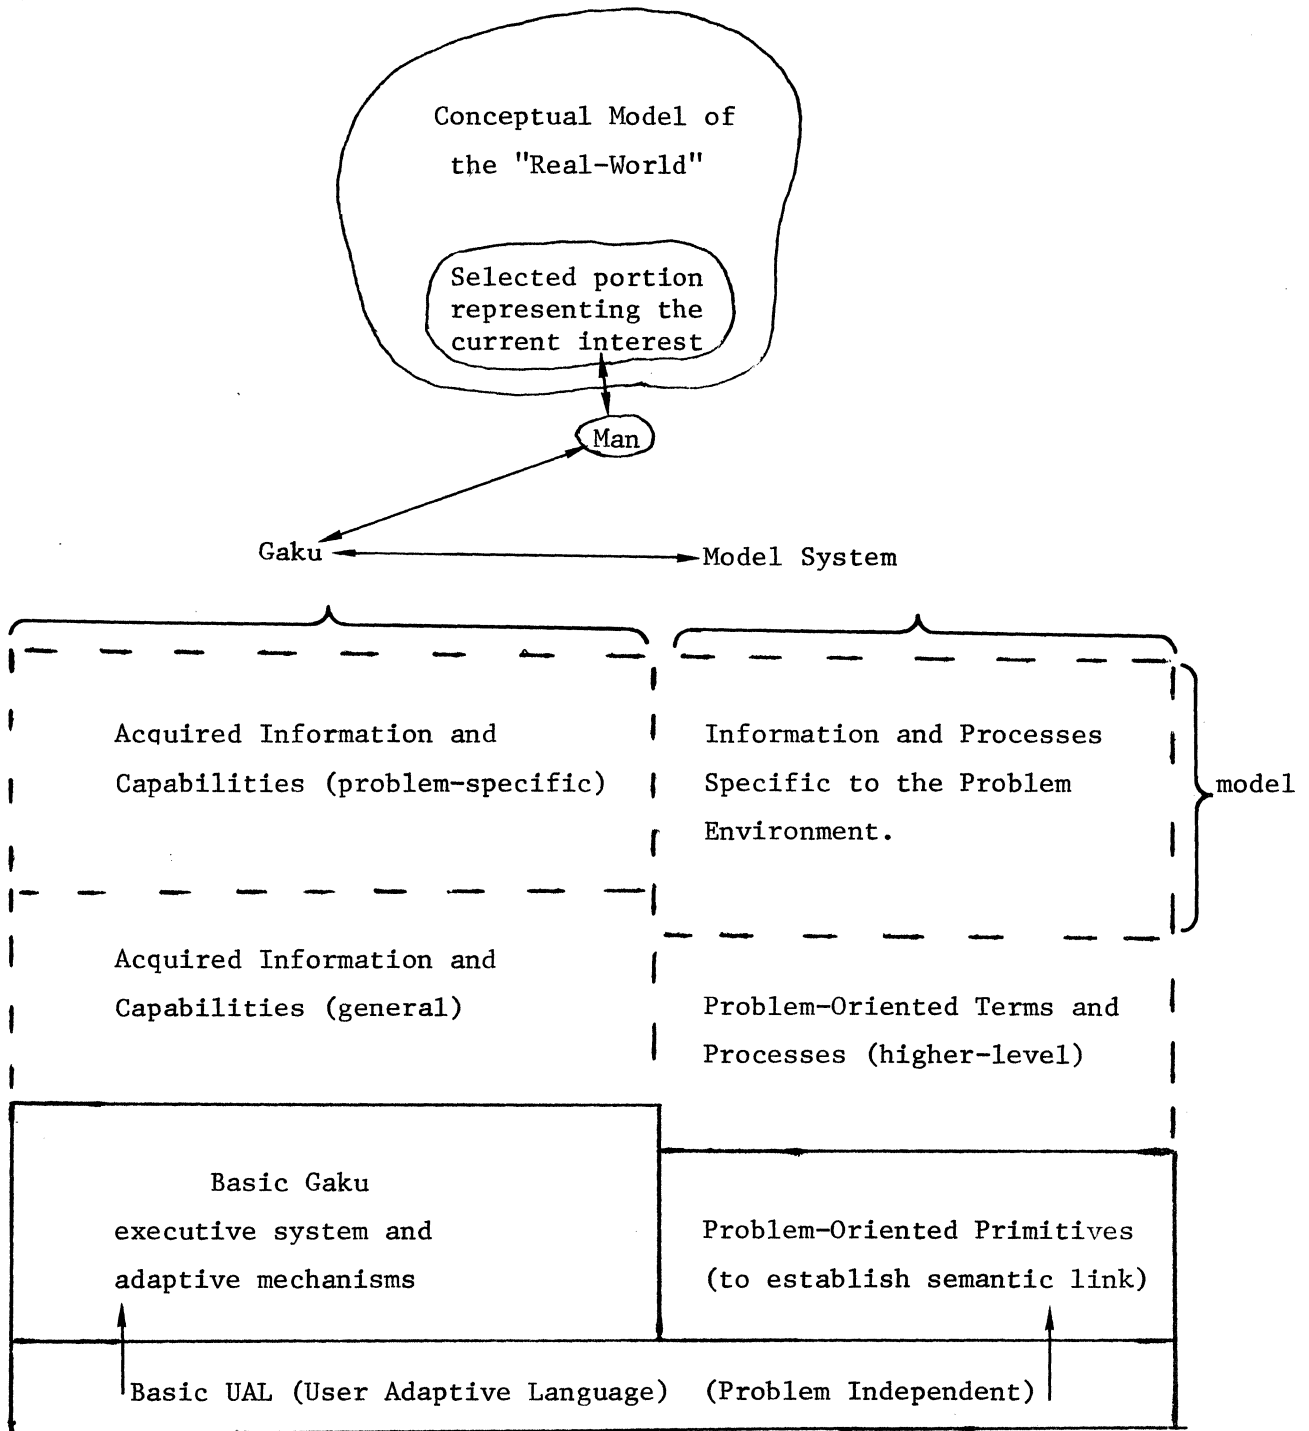 Conceptual Model of
the "Real-World"
Selected portion
representing the
current interest
Man
Gaku
Model System
Acquired Information and
Capabilities (problem-specific)
Information and Processes
Specific to the Problem
Environment.
model
Acquired Information and
Capabilities (general)
Problem-Oriented Terms and
Processes (higher-level)
Basic Gaku
executive system and
adaptive mechanisms
Problem-Oriented Primitives
(to establish semantic link)
Basic UAL (User Adaptive Language) (Problem Independent)